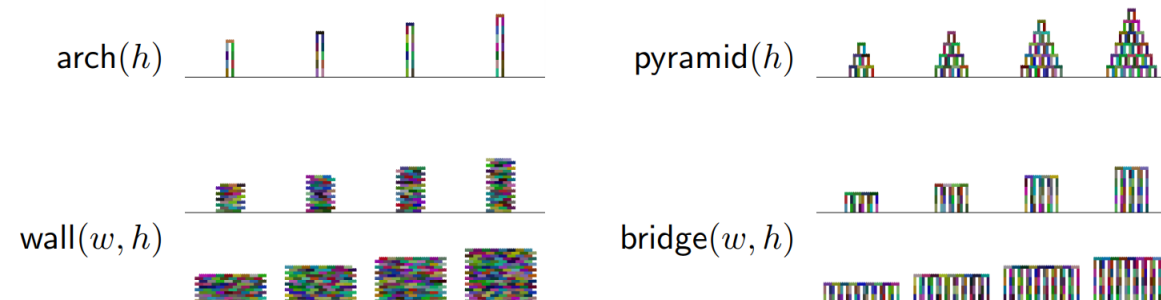 arch(h)
pyramid(h)
wall(w, h)
bridge(w, h)